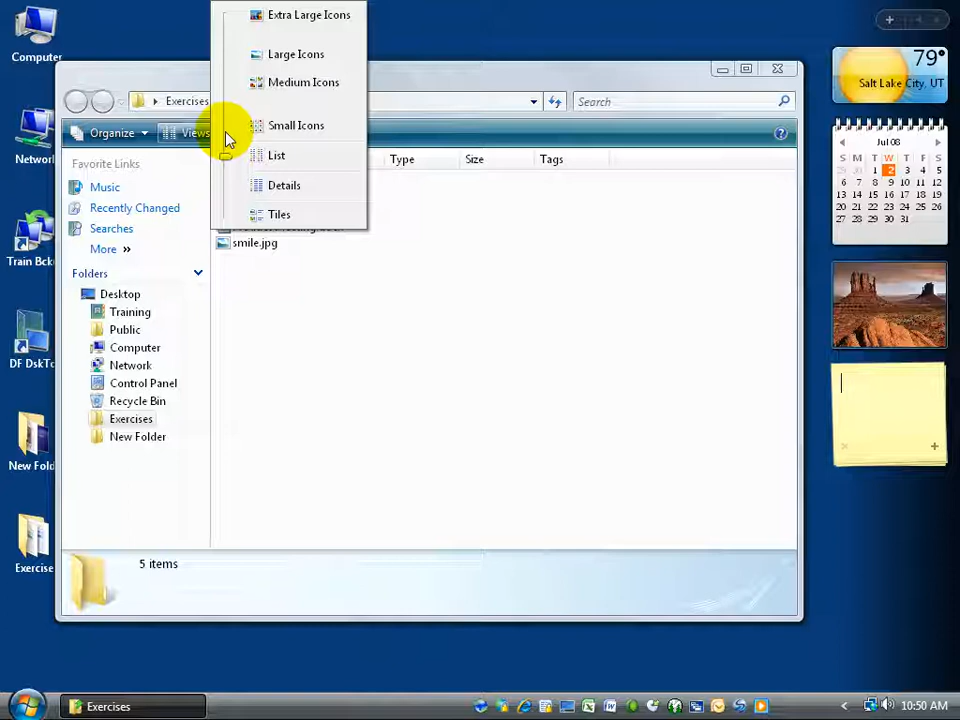 Extra Large Icons
Computer
Large Icons
79°
Salt Lake City, UT
Medium Icons
Exercises
Search
Small Icons
Organize
Views
Jul 08
List
Type
Size
Tags
S M T W T F S
29 30 1 2 3 4 5
6 7 8 9 10 11 12
13 14 15 16 17 18 19
20 21 22 23 24 25 26
27 28 29 30 31
Network
Favorite Links
Music
Details
Recently Changed
Tiles
Searches
smile.jpg
More »
Train Bck
Folders
Desktop
Training
Public
Computer
DF DskTo
Network
Control Panel
Recycle Bin
Exercises
New Folder
New Fold
5 items
Exercise
Exercises
10:50 AM